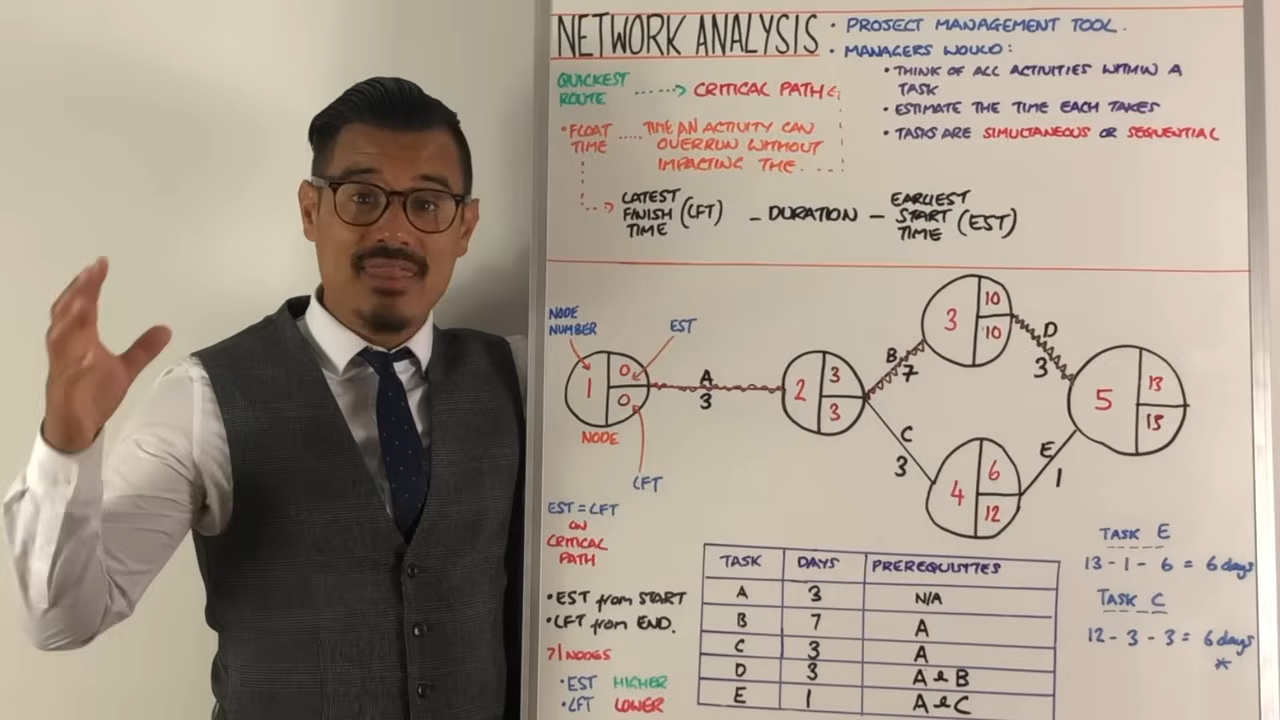 NETWORK ANALYSIS
• PROJECT MANAGEMENT TOOL.
• MANAGERS WOULD:
• THINK OF ALL ACTIVITIES WITHIN A
TASK
• ESTIMATE THE TIME EACH TAKES
• TASKS ARE SIMULTANEOUS OR SEQUENTIAL
QUICKEST
ROUTE ......> CRITICAL PATH
• FLOAT
TIME ..... TIME AN ACTIVITY CAN
OVERRUN WITHOUT
IMPACTING THE....
LATEST
FINISH
TIME (LFT) - DURATION - EARLIEST
START
TIME (EST)
NODE
NUMBER
EST
1 0
0
NODE
LFT
A
3
2 3
3
B
7
3 10
10
D
3
C
3
4 6
12
E
1
5 13
13
EST = LFT
ON
CRITICAL
PATH
• EST from START
• LFT from END.
7/1 NODES
• EST HIGHER
• LFT LOWER
TASK DAYS PREREQUISITES
A 3 N/A
B 7 A
C 3 A
D 3 A & B
E 1 A & C
TASK E
13 - 1 - 6 = 6 days
TASK C
12 - 3 - 3 = 6 days
*